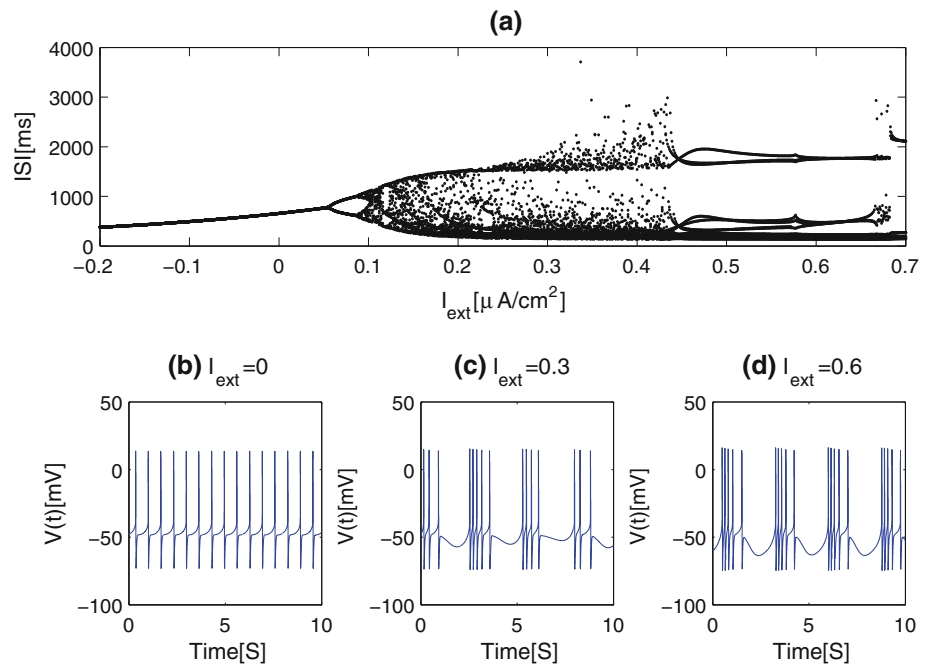 (a)
4000
3000
2000
1000
0
ISI[ms]
−0.2 −0.1 0 0.1 0.2 0.3 0.4 0.5 0.6 0.7
I_ext[μ A/cm²]
(b) I_ext=0
50
0
−50
−100
V(t)[mV]
0 5 10
Time[S]
(c) I_ext=0.3
50
0
−50
−100
V(t)[mV]
0 5 10
Time[S]
(d) I_ext=0.6
50
0
−50
−100
V(t)[mV]
0 5 10
Time[S]